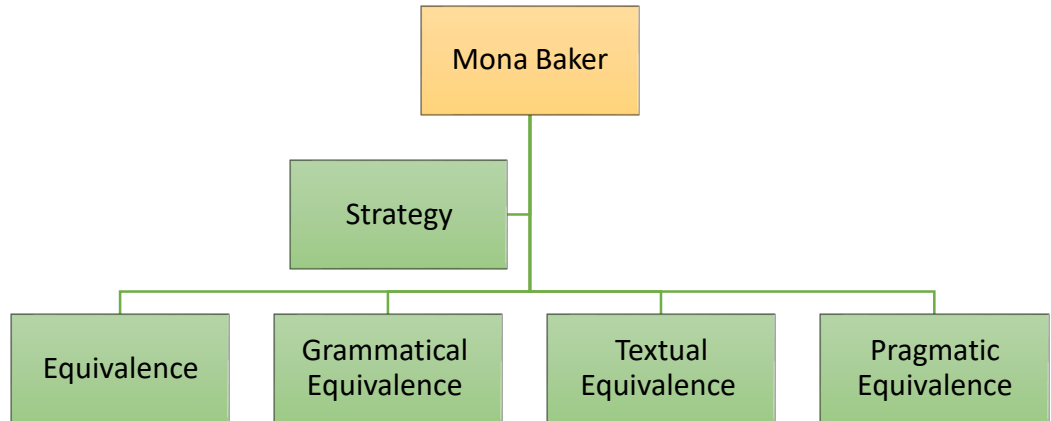 Mona Baker
Strategy
Equivalence
Grammatical
Equivalence
Textual
Equivalence
Pragmatic
Equivalence